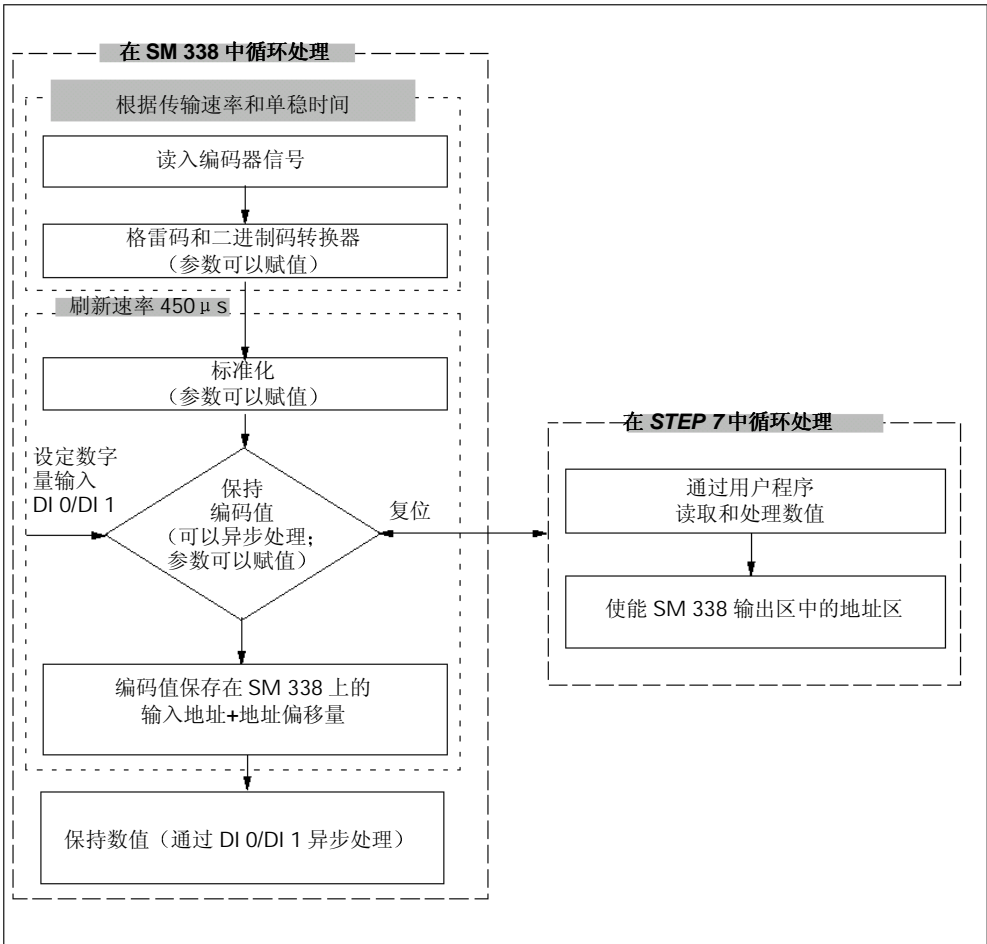 在 SM 338 中循环处理
根据传输速率和单稳时间
读入编码器信号
格雷码和二进制码转换器
（参数可以赋值）
刷新速率 450μs
标准化
（参数可以赋值）
设定数字
量输入
DI 0/DI 1
保持
编码值
（可以异步处理；
参数可以赋值）
复位
编码值保存在 SM 338 上的
输入地址+地址偏移量
保持数值（通过 DI 0/DI 1 异步处理）
在 STEP 7 中循环处理
通过用户程序
读取和处理数值
使能 SM 338 输出区中的地址区